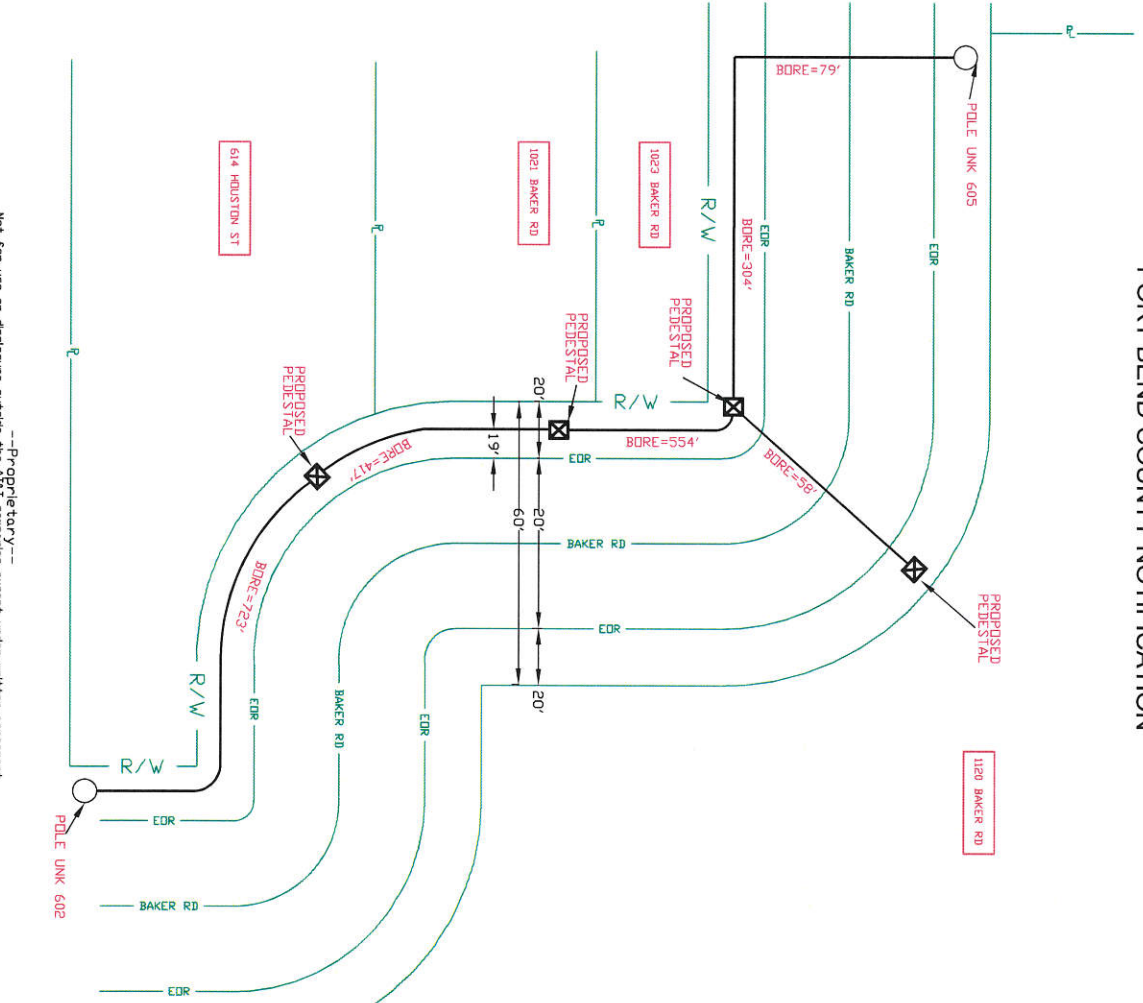 FORT BEND COUNTY NOTIFICATION
P̲L
POLE UNK 605
BORE=79'
EOR
BAKER RD
EOR
R/W
BORE=304'
1023 BAKER RD
1021 BAKER RD
614 HOUSTON ST
PL
PL
PL
PROPOSED
PEDESTAL
PROPOSED
PEDESTAL
PROPOSED
PEDESTAL
PROPOSED
PEDESTAL
R/W
20'
19'
BORE=554'
EOR
BORE=58'
BORE=417'
60'
20'
BAKER RD
EOR
20'
BORE=723'
R/W
EOR
BAKER RD
EOR
1120 BAKER RD
R/W
EOR
POLE UNK 602
BAKER RD
EOR
--Proprietary--